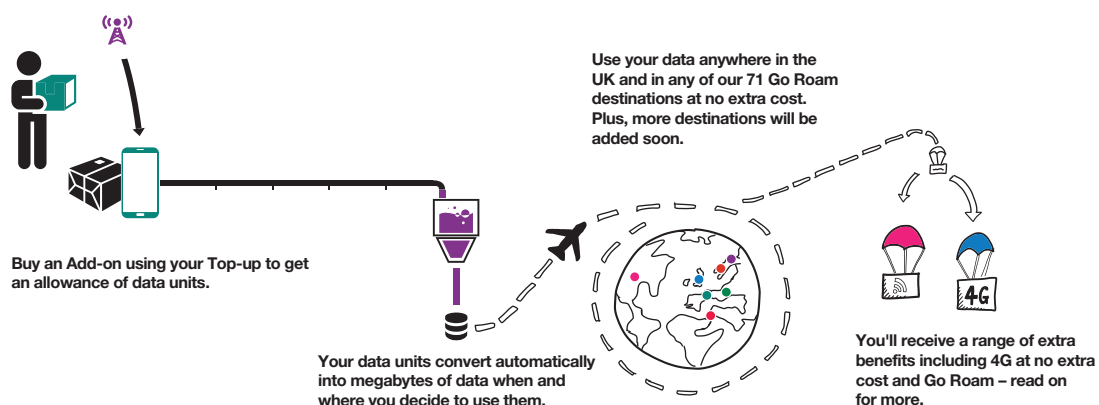 Use your data anywhere in the
UK and in any of our 71 Go Roam
destinations at no extra cost.
Plus, more destinations will be
added soon.
Buy an Add-on using your Top-up to get
an allowance of data units.
Your data units convert automatically
into megabytes of data when and
where you decide to use them.
4G
You'll receive a range of extra
benefits including 4G at no extra
cost and Go Roam – read on
for more.